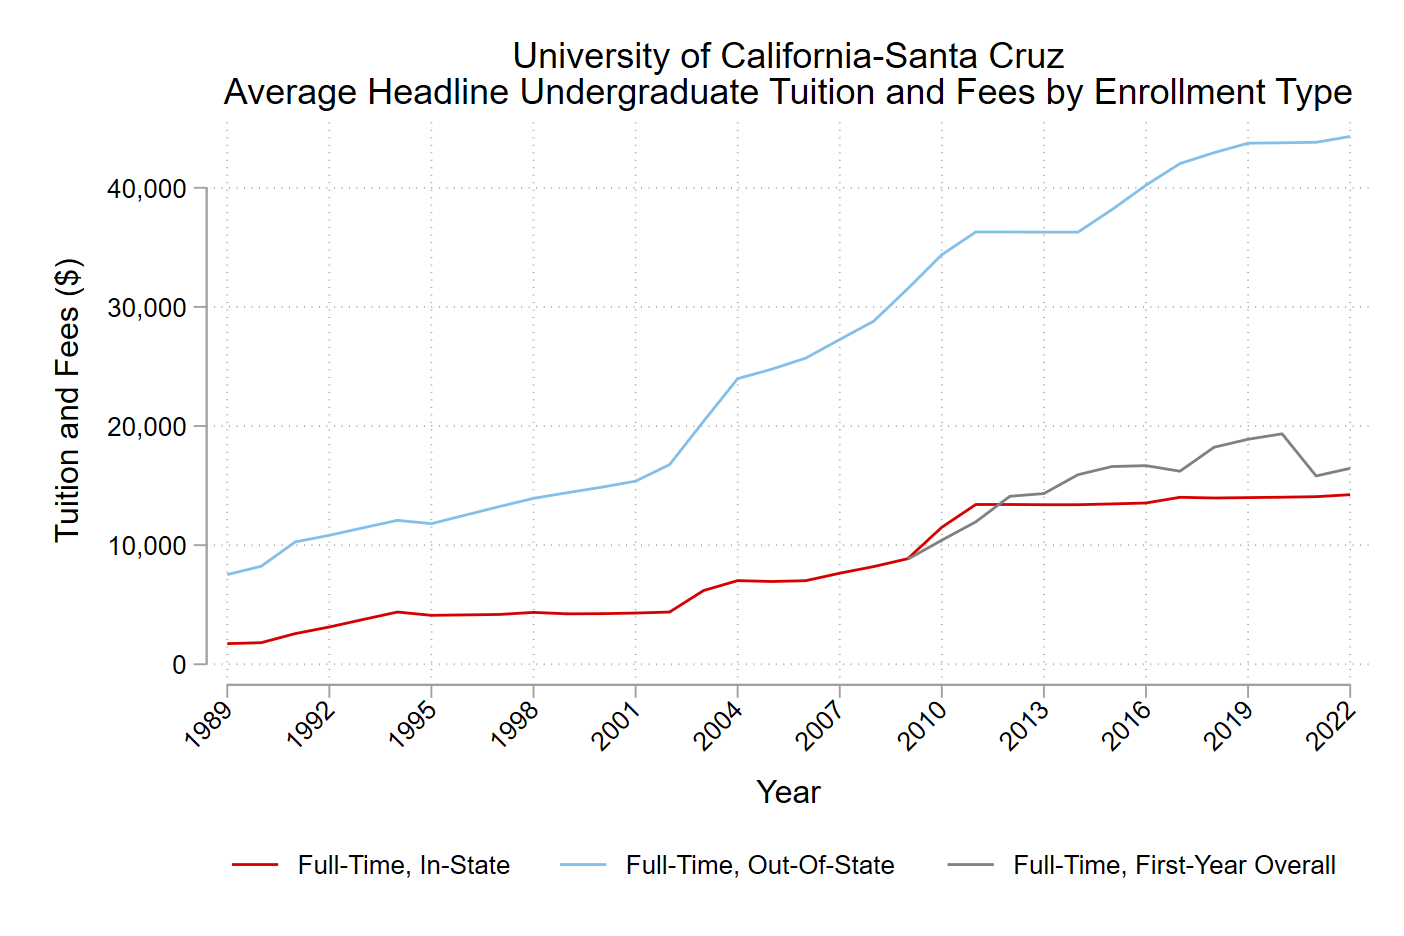 University of California-Santa Cruz
Average Headline Undergraduate Tuition and Fees by Enrollment Type
Tuition and Fees ($)
40,000
30,000
20,000
10,000
0
1989
1992
1995
1998
2001
2004
2007
2010
2013
2016
2019
2022
Year
Full-Time, In-State
Full-Time, Out-Of-State
Full-Time, First-Year Overall